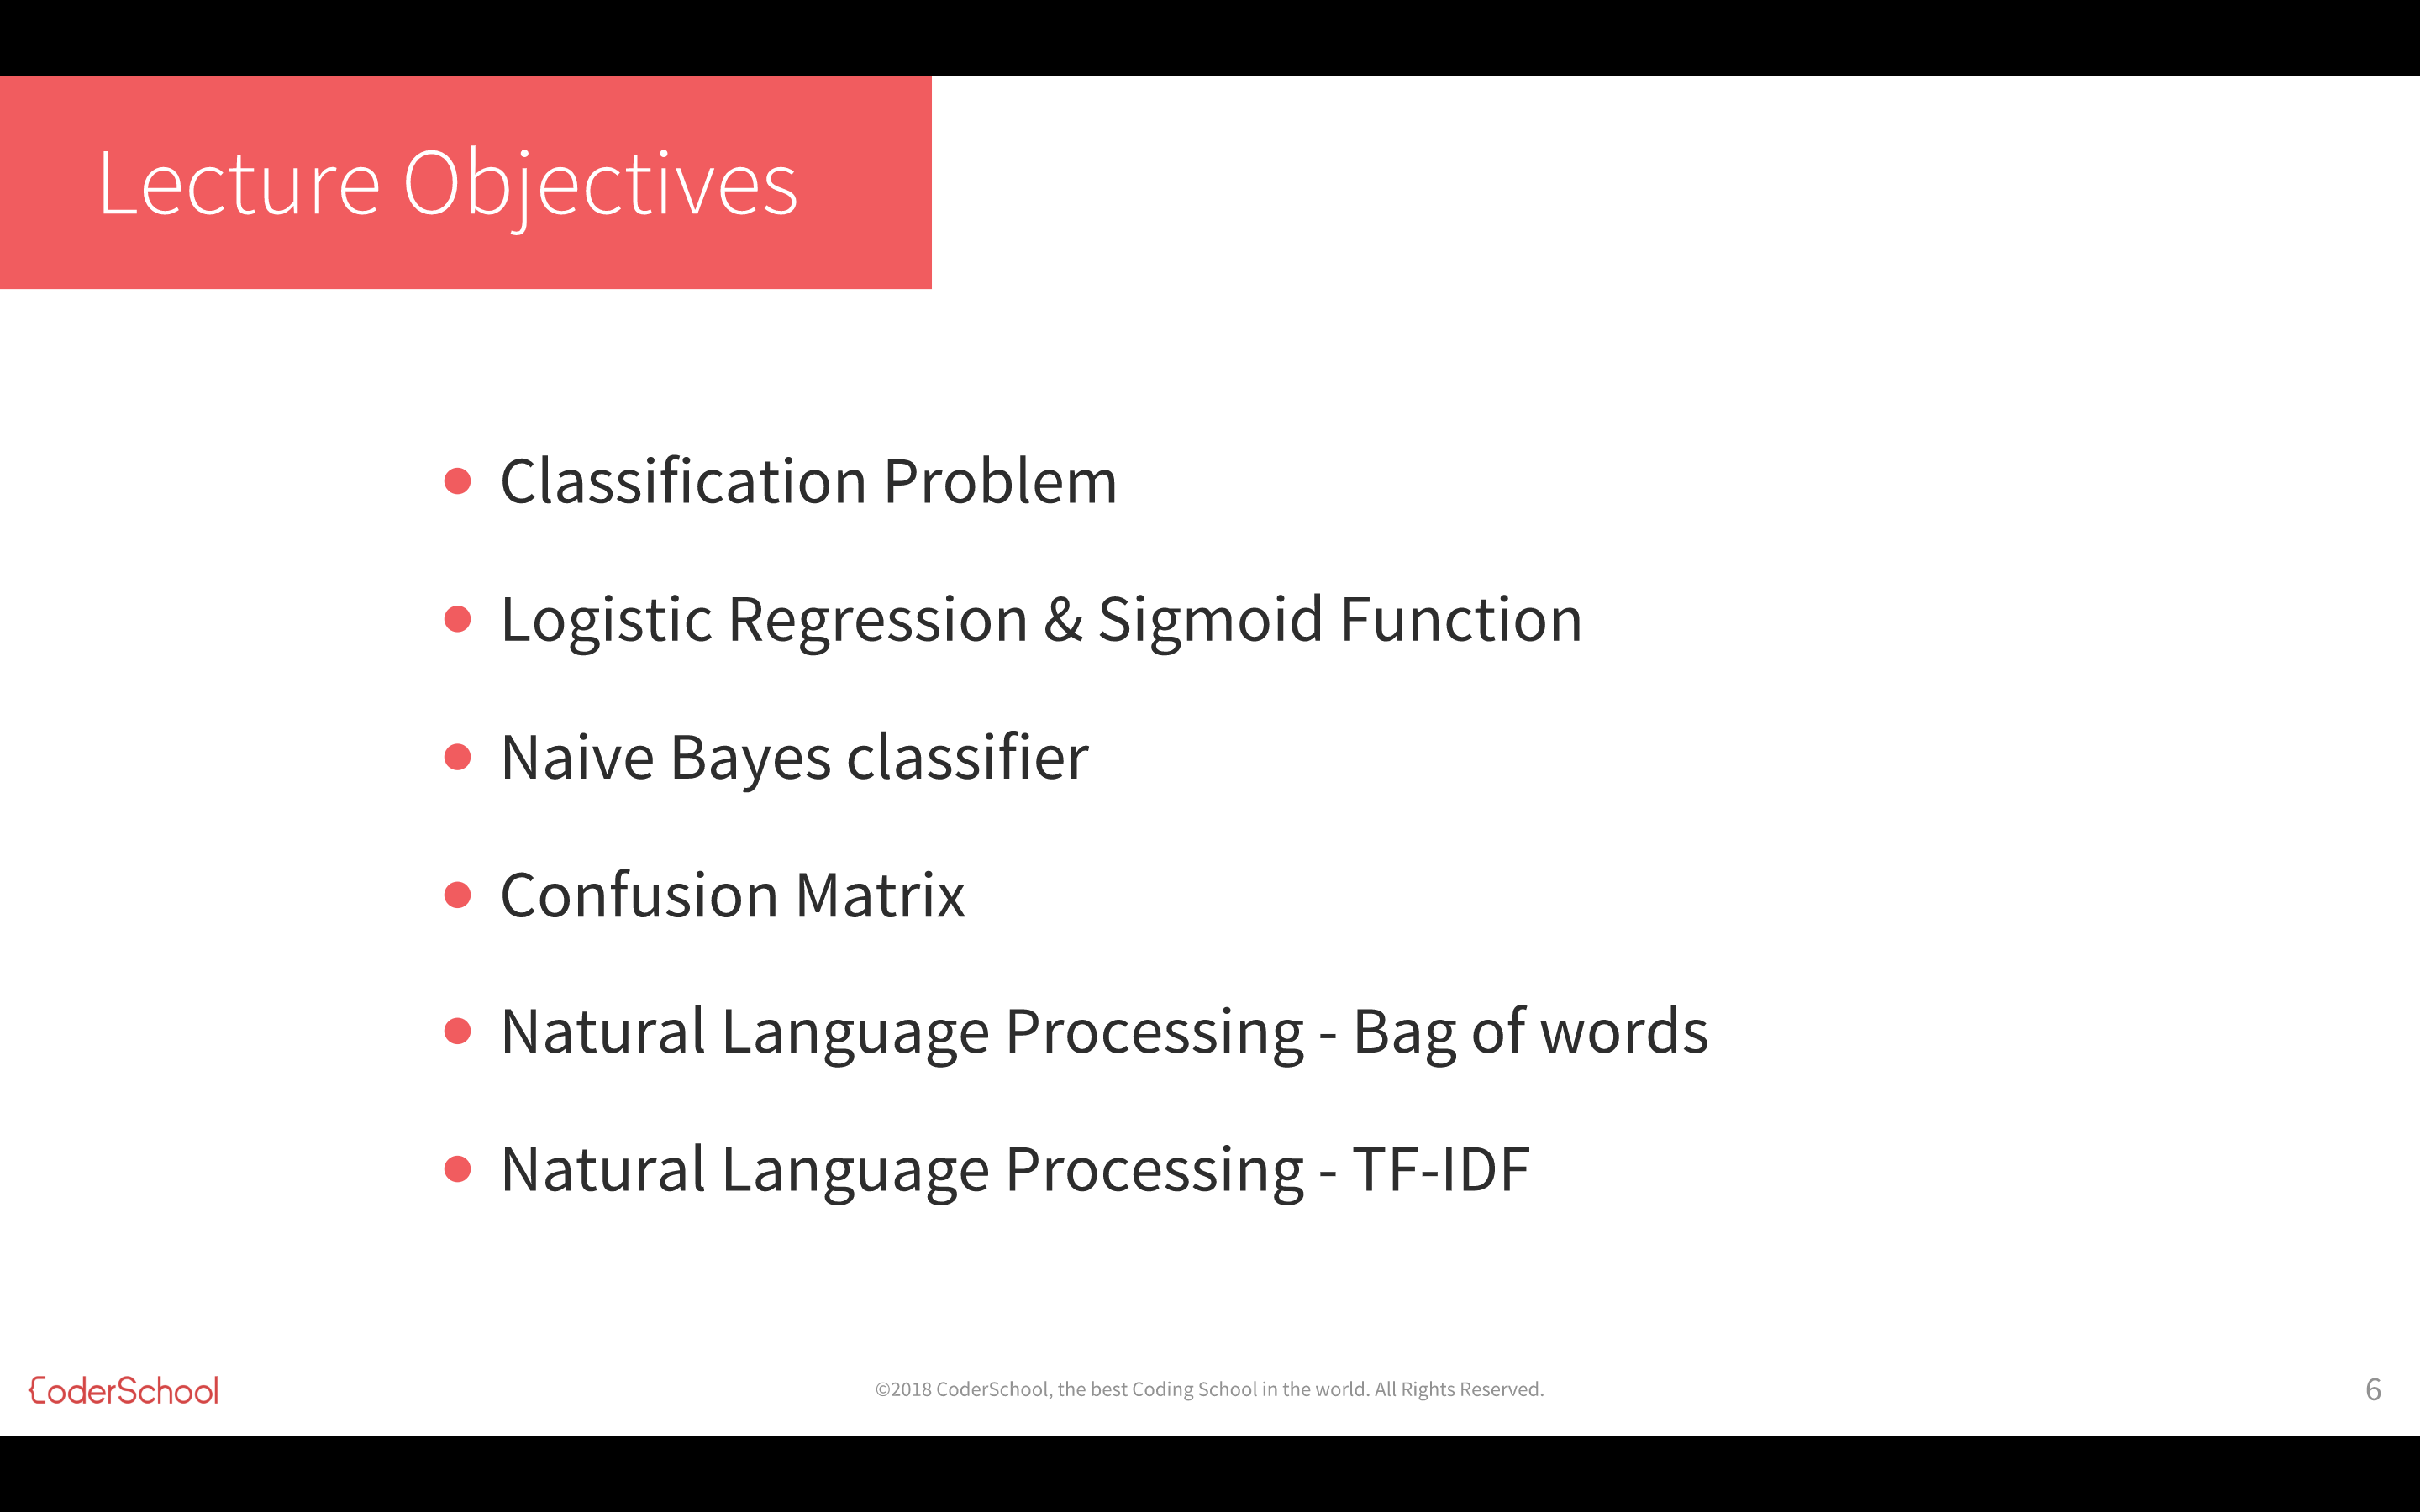 Lecture Objectives
Classification Problem
Logistic Regression & Sigmoid Function
Naive Bayes classifier
Confusion Matrix
Natural Language Processing - Bag of words
Natural Language Processing - TF-IDF
{CoderSchool
©2018 CoderSchool, the best Coding School in the world. All Rights Reserved.
6